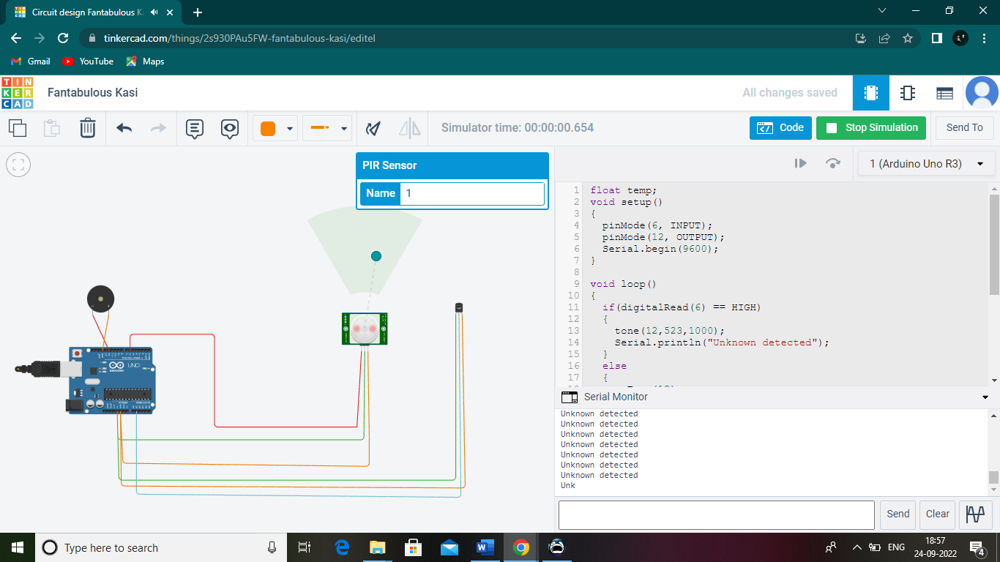 Circuit design Fantabulous K
tinkercad.com/things/2s930PAu5FW-fantabulous-kasi/editel
Gmail
YouTube
Maps
TIN
KER
CAD
Fantabulous Kasi
All changes saved
Simulator time: 00:00:00.654
Code
Stop Simulation
Send To
PIR Sensor
Name 1
1 (Arduino Uno R3)
1 float temp;
2 void setup()
3 {
4 pinMode(6, INPUT);
5 pinMode(12, OUTPUT);
6 Serial.begin(9600);
7 }
8
9 void loop()
10 {
11 if(digitalRead(6) == HIGH)
12 {
13 tone(12,523,1000);
14 Serial.println("Unknown detected");
15 }
16 else
17 {
UNO
Serial Monitor
Unknown detected
Unknown detected
Unknown detected
Unknown detected
Unknown detected
Unknown detected
Unknown detected
Unk
Send
Clear
Type here to search
ENG
18:57
24-09-2022
4